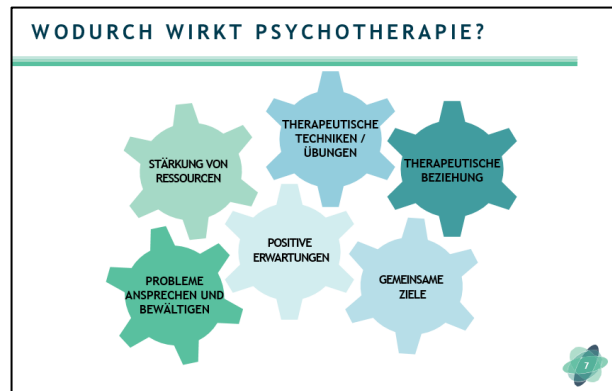 WODURCH WIRKT PSYCHOTHERAPIE?
STÄRKUNG VON
RESSOURCEN
THERAPEUTISCHE
TECHNIKEN /
ÜBUNGEN
THERAPEUTISCHE
BEZIEHUNG
POSITIVE
ERWARTUNGEN
PROBLEME
ANSPRECHEN UND
BEWÄLTIGEN
GEMEINSAME
ZIELE
7